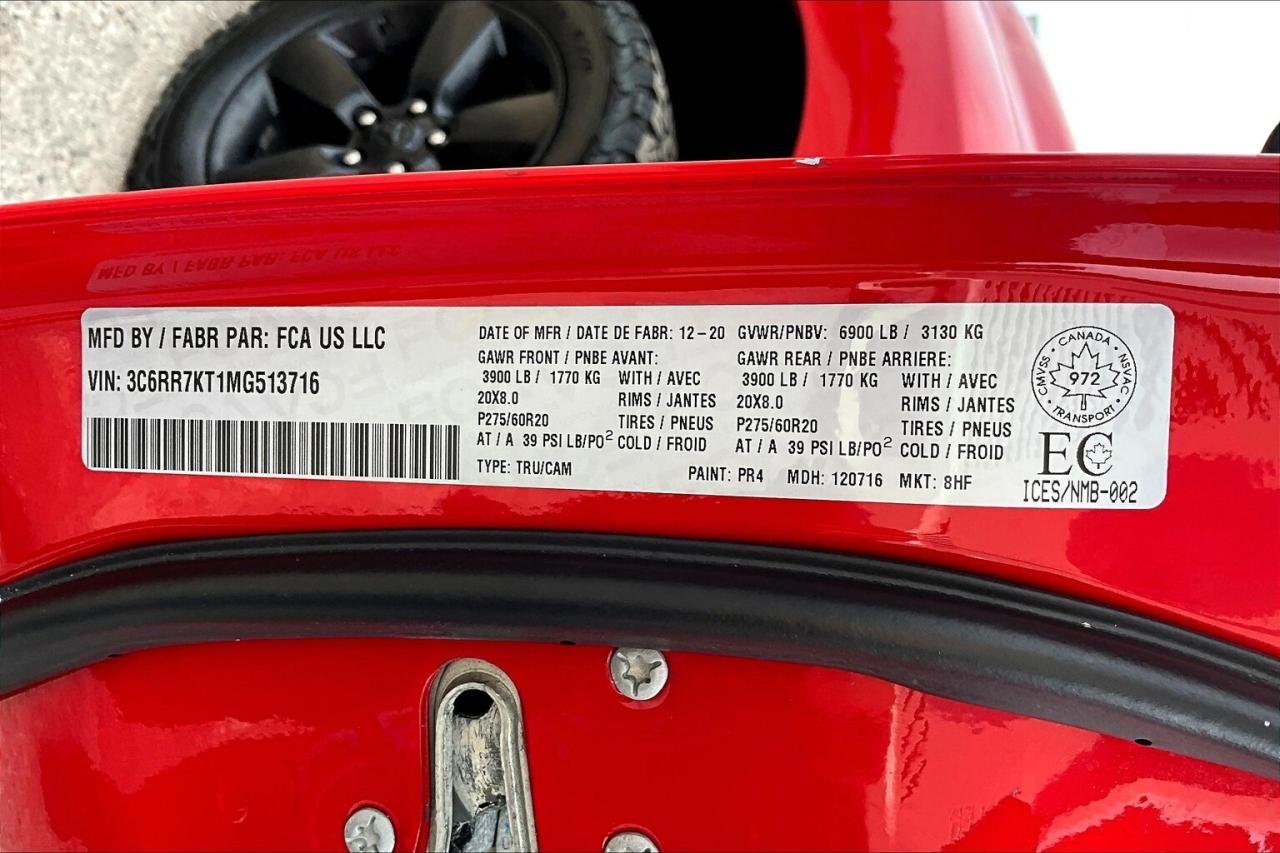 MFD BY / FABR PAR: FCA US LLC
VIN: 3C6RR7KT1MG513716
DATE OF MFR / DATE DE FABR: 12-20 GVWR/PNBV: 6900 LB / 3130 KG
GAWR FRONT / PNBE AVANT: GAWR REAR / PNBE ARRIERE:
3900 LB / 1770 KG WITH / AVEC 3900 LB / 1770 KG WITH / AVEC
20X8.0 RIMS / JANTES 20X8.0 RIMS / JANTES
P275/60R20 TIRES / PNEUS P275/60R20 TIRES / PNEUS
AT / A 39 PSI LB/PO² COLD / FROID AT / A 39 PSI LB/PO² COLD / FROID
TYPE: TRU/CAM PAINT: PR4 MDH: 120716 MKT: 8HF
CANADA
CMVSS · NSVAC
972
TRANSPORT
EC
ICES/NMB-002